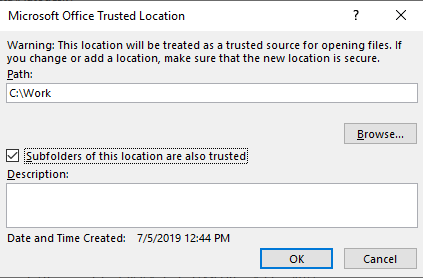 Microsoft Office Trusted Location
Warning: This location will be treated as a trusted source for opening files. If
you change or add a location, make sure that the new location is secure.
Path:
C:\Work
Browse...
Subfolders of this location are also trusted
Description:
Date and Time Created: 7/5/2019 12:44 PM
OK Cancel